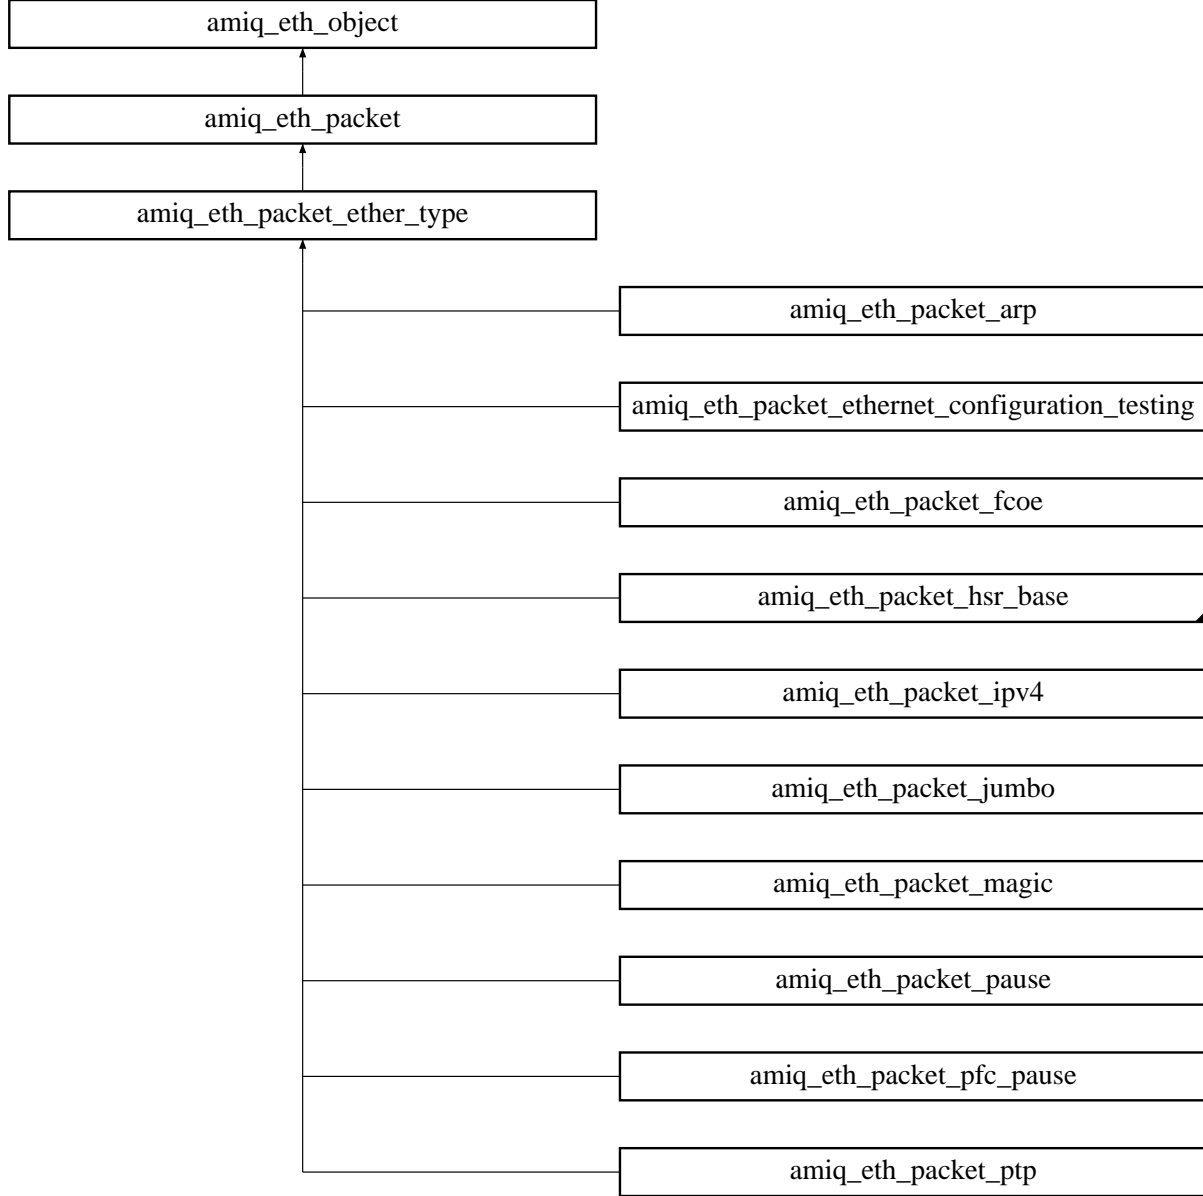 amiq_eth_object
amiq_eth_packet
amiq_eth_packet_ether_type
amiq_eth_packet_arp
amiq_eth_packet_ethernet_configuration_testing
amiq_eth_packet_fcoe
amiq_eth_packet_hsr_base
amiq_eth_packet_ipv4
amiq_eth_packet_jumbo
amiq_eth_packet_magic
amiq_eth_packet_pause
amiq_eth_packet_pfc_pause
amiq_eth_packet_ptp